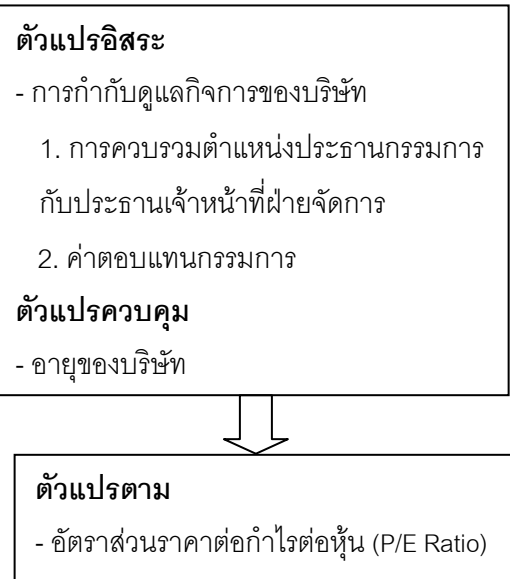 ตัวแปรอิสระ
- การกำกับดูแลกิจการของบริษัท
1. การควบรวมตำแหน่งประธานกรรมการ
กับประธานเจ้าหน้าที่ฝ่ายจัดการ
2. ค่าตอบแทนกรรมการ
ตัวแปรควบคุม
- อายุของบริษัท
ตัวแปรตาม
- อัตราส่วนราคาต่อกำไรต่อหุ้น (P/E Ratio)